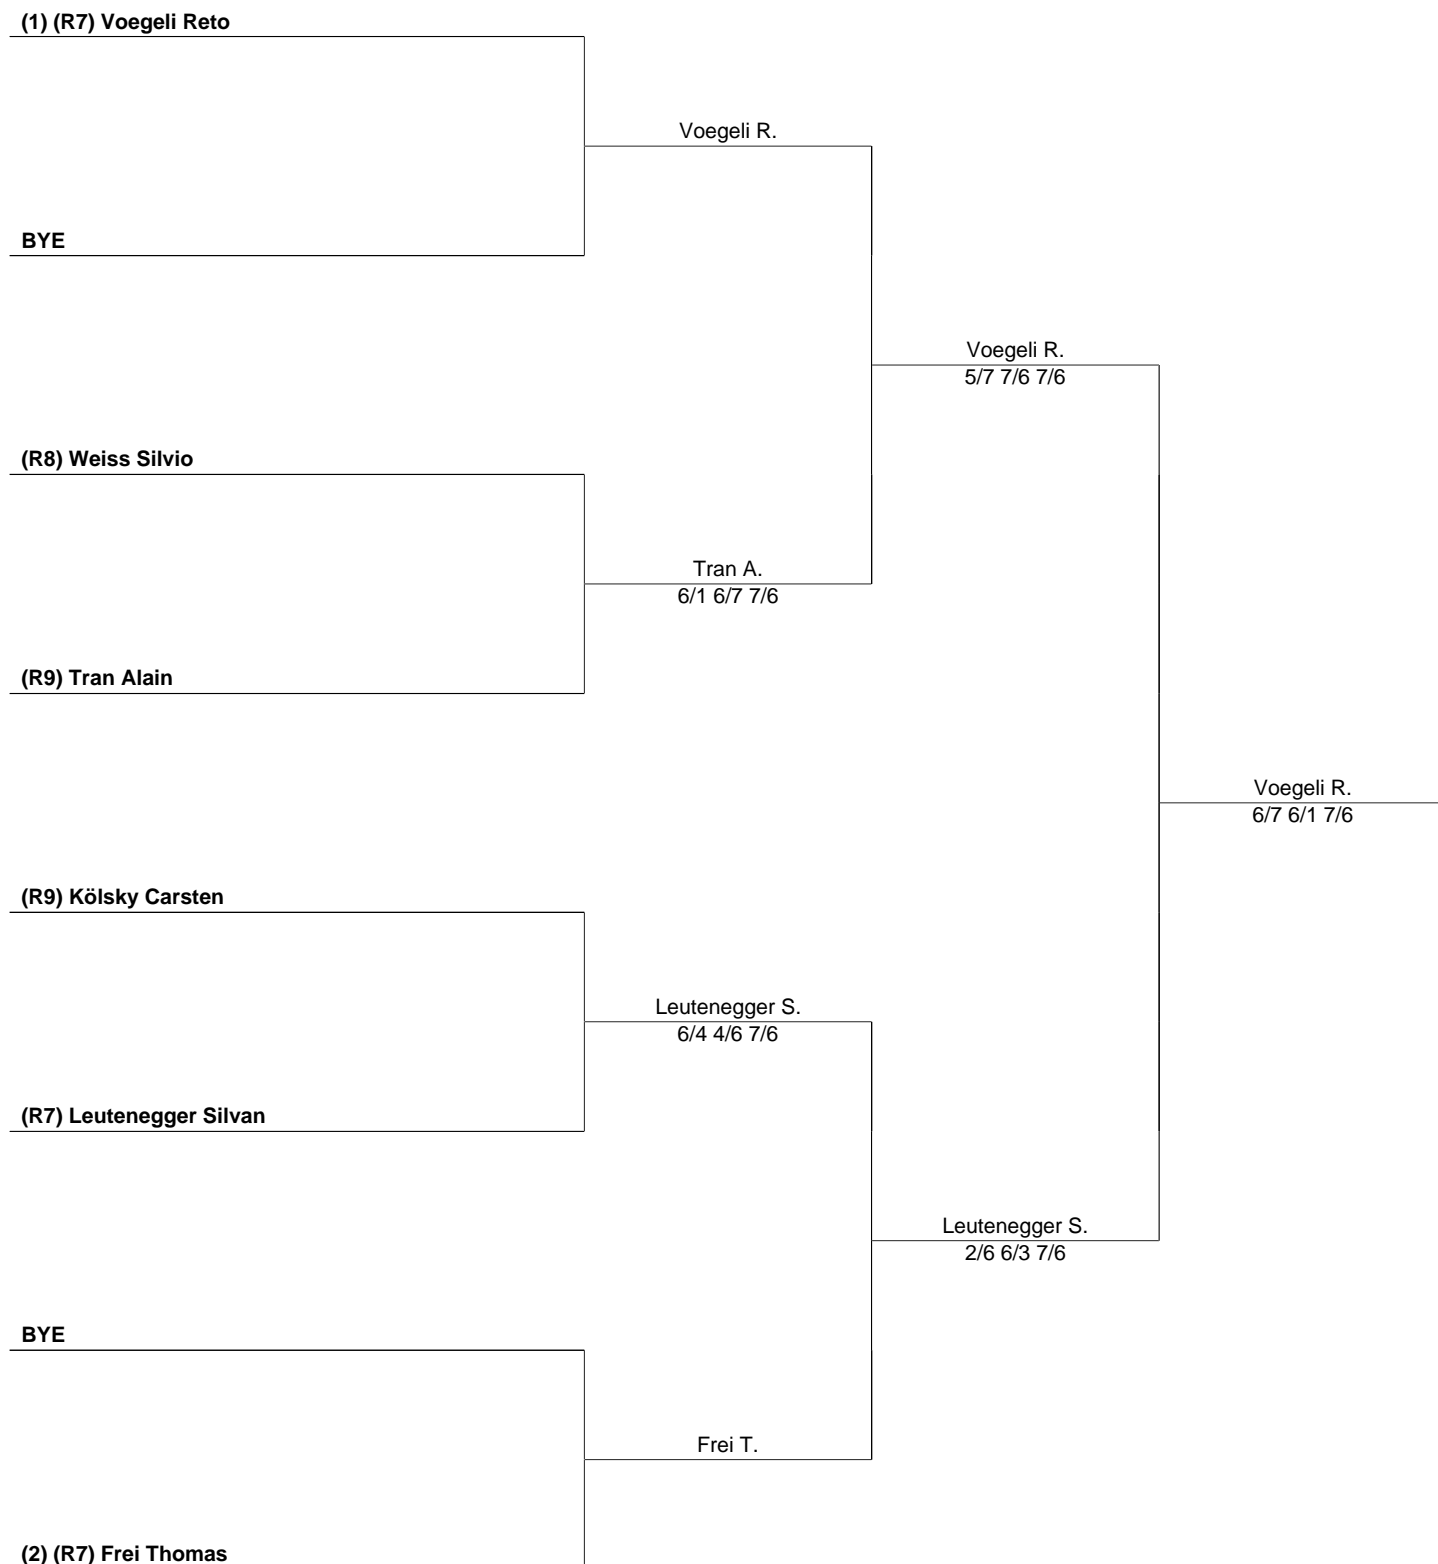 (1) (R7) Voegeli Reto
Voegeli R.
BYE
Voegeli R.
5/7 7/6 7/6
(R8) Weiss Silvio
Tran A.
6/1 6/7 7/6
(R9) Tran Alain
Voegeli R.
6/7 6/1 7/6
(R9) Kölsky Carsten
Leutenegger S.
6/4 4/6 7/6
(R7) Leutenegger Silvan
Leutenegger S.
2/6 6/3 7/6
BYE
Frei T.
(2) (R7) Frei Thomas